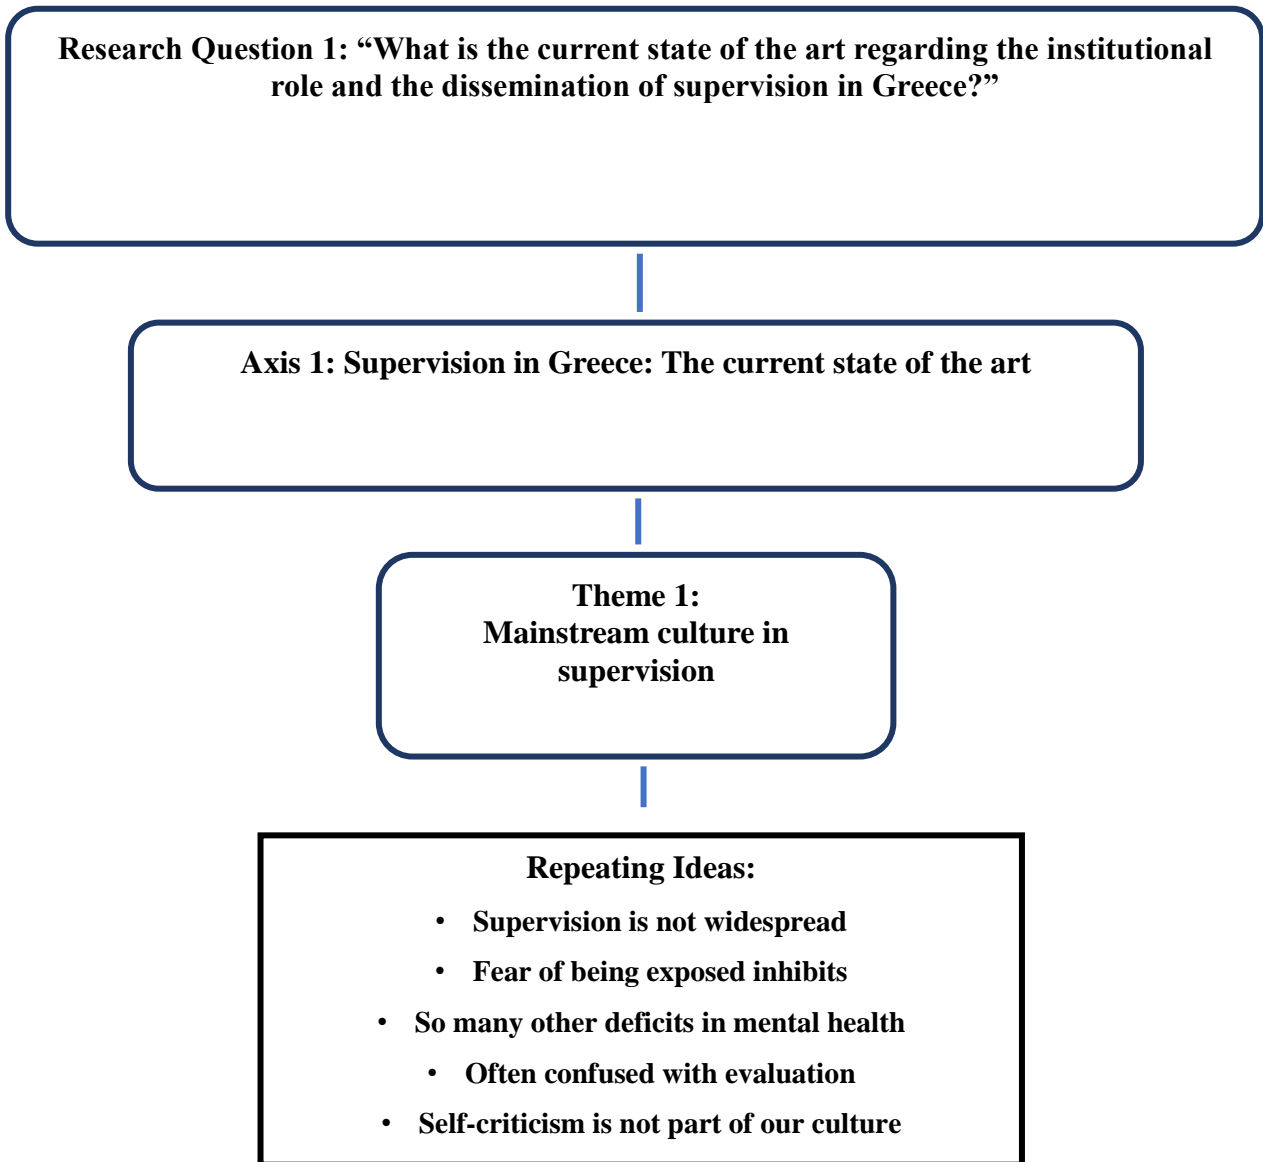 Research Question 1: “What is the current state of the art regarding the institutional
role and the dissemination of supervision in Greece?”
Axis 1: Supervision in Greece: The current state of the art
Theme 1:
Mainstream culture in
supervision
Repeating Ideas:
• Supervision is not widespread
• Fear of being exposed inhibits
• So many other deficits in mental health
• Often confused with evaluation
• Self-criticism is not part of our culture